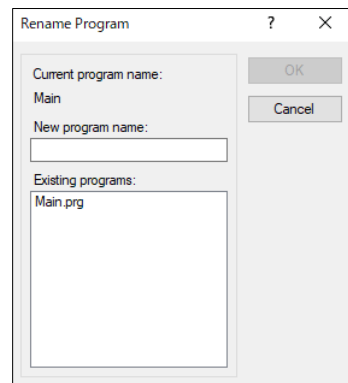 Rename Program
?
OK
Current program name:
Main
Cancel
New program name:
Existing programs:
Main.prg